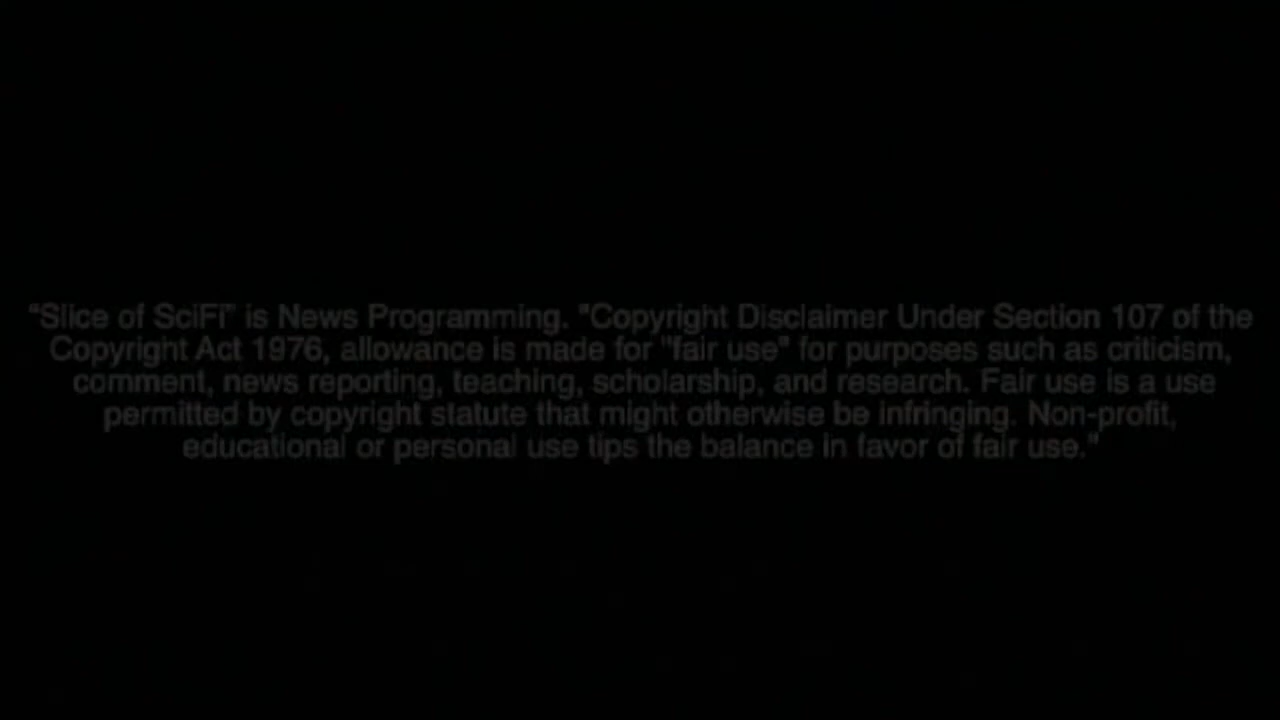 “Slice of SciFi” is News Programming. "Copyright Disclaimer Under Section 107 of the
Copyright Act 1976, allowance is made for "fair use" for purposes such as criticism,
comment, news reporting, teaching, scholarship, and research. Fair use is a use
permitted by copyright statute that might otherwise be infringing. Non-profit,
educational or personal use tips the balance in favor of fair use."